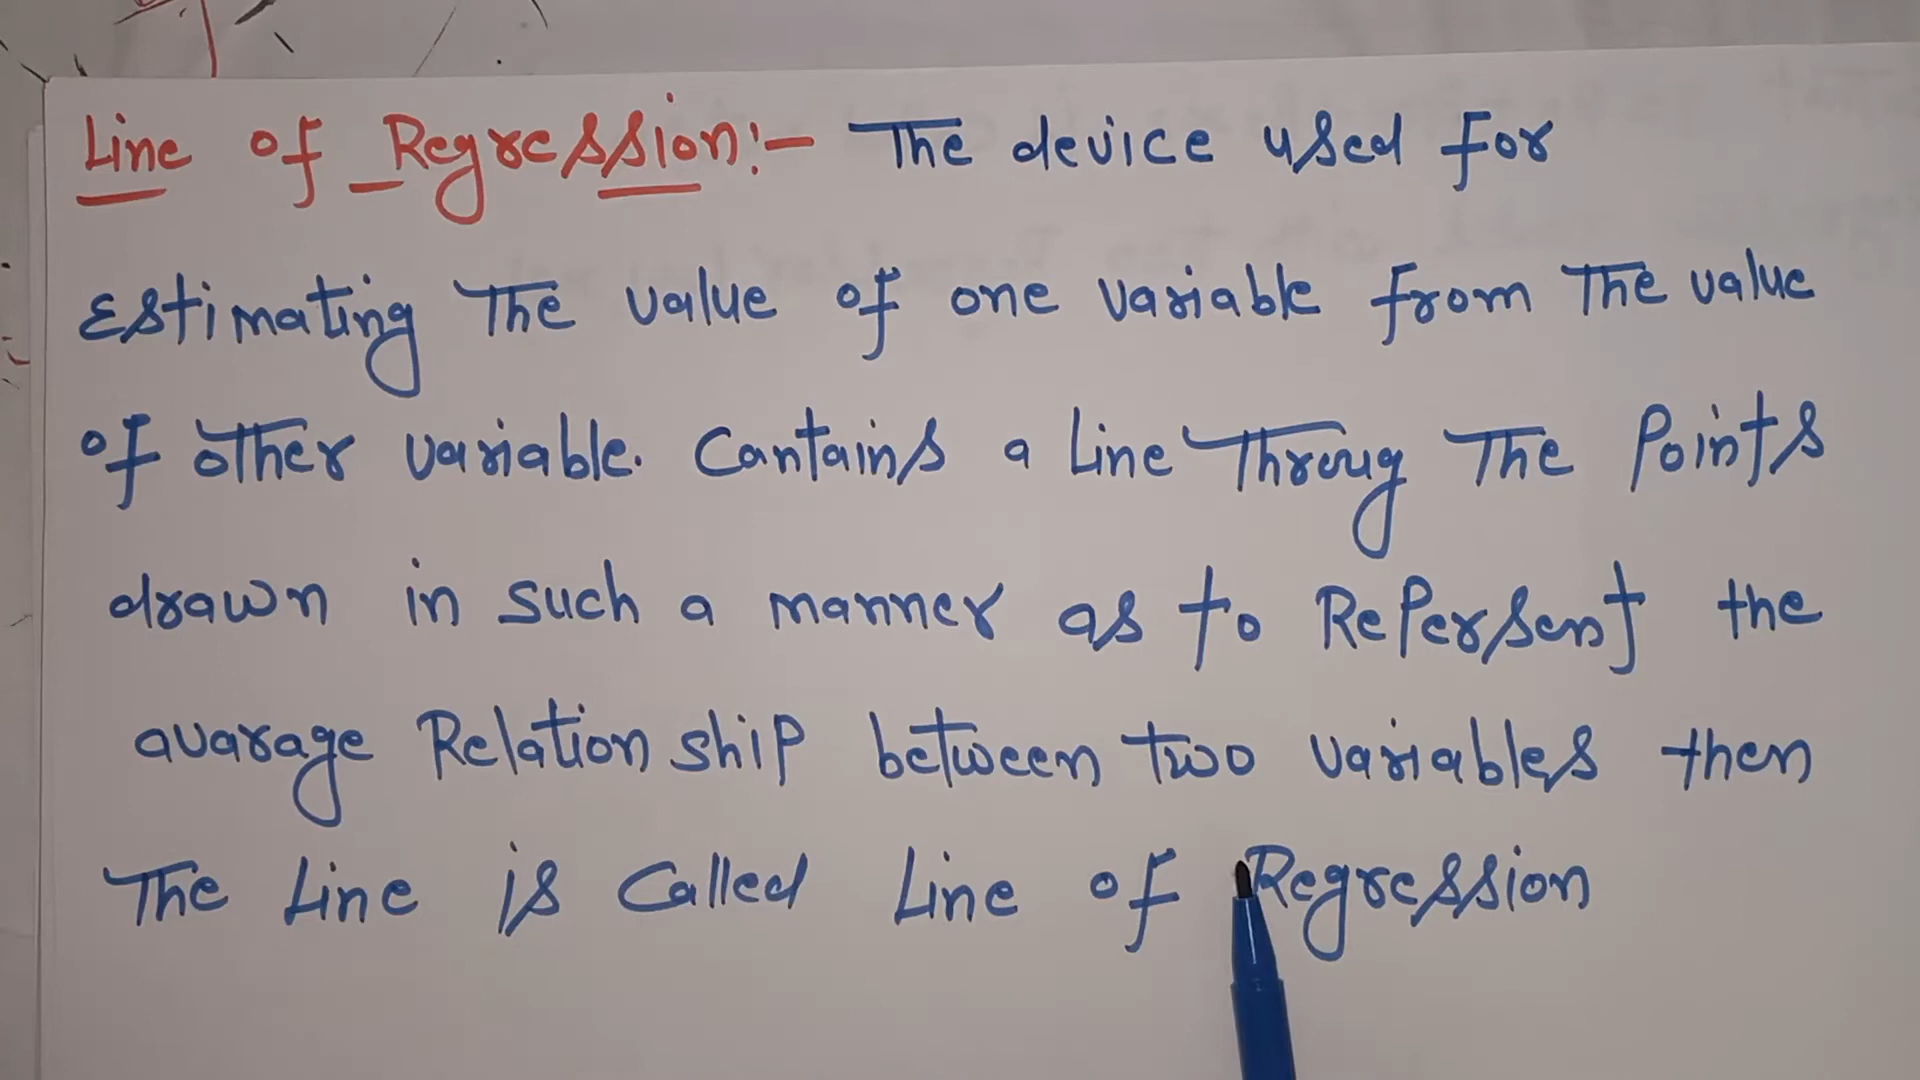 Line of Regression:- The device used for
Estimating The value of one variable from The value
of other variable. Cantains a Line Throug The Points
drawn in such a manner as to Repersent the
avarage Relation ship between two variables then
The Line is Called Line of Regression